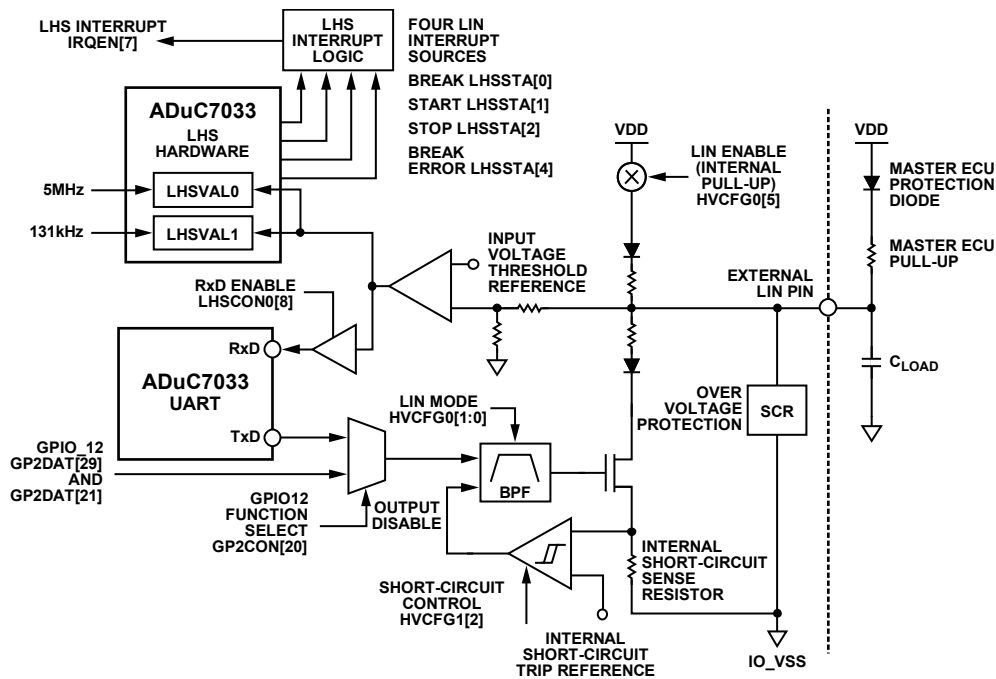 LHS INTERRUPT
IRQEN[7]
LHS
INTERRUPT
LOGIC
FOUR LIN
INTERRUPT
SOURCES
BREAK LHSSTA[0]
START LHSSTA[1]
STOP LHSSTA[2]
BREAK
ERROR LHSSTA[4]
ADuC7033
LHS
HARDWARE
5MHz
LHSVAL0
131kHz
LHSVAL1
VDD
LIN ENABLE
(INTERNAL
PULL-UP)
HVCFG0[5]
VDD
MASTER ECU
PROTECTION
DIODE
MASTER ECU
PULL-UP
INPUT
VOLTAGE
THRESHOLD
REFERENCE
EXTERNAL
LIN PIN
RxD ENABLE
LHSCON0[8]
RxD
ADuC7033
UART
TxD
CLOAD
LIN MODE
HVCFG0[1:0]
OVER
VOLTAGE
PROTECTION
SCR
GPIO_12
GP2DAT[29]
AND
GP2DAT[21]
BPF
GPIO12
FUNCTION
SELECT
GP2CON[20]
OUTPUT
DISABLE
INTERNAL
SHORT-CIRCUIT
SENSE
RESISTOR
SHORT-CIRCUIT
CONTROL
HVCFG1[2]
INTERNAL
SHORT-CIRCUIT
TRIP REFERENCE
IO_VSS